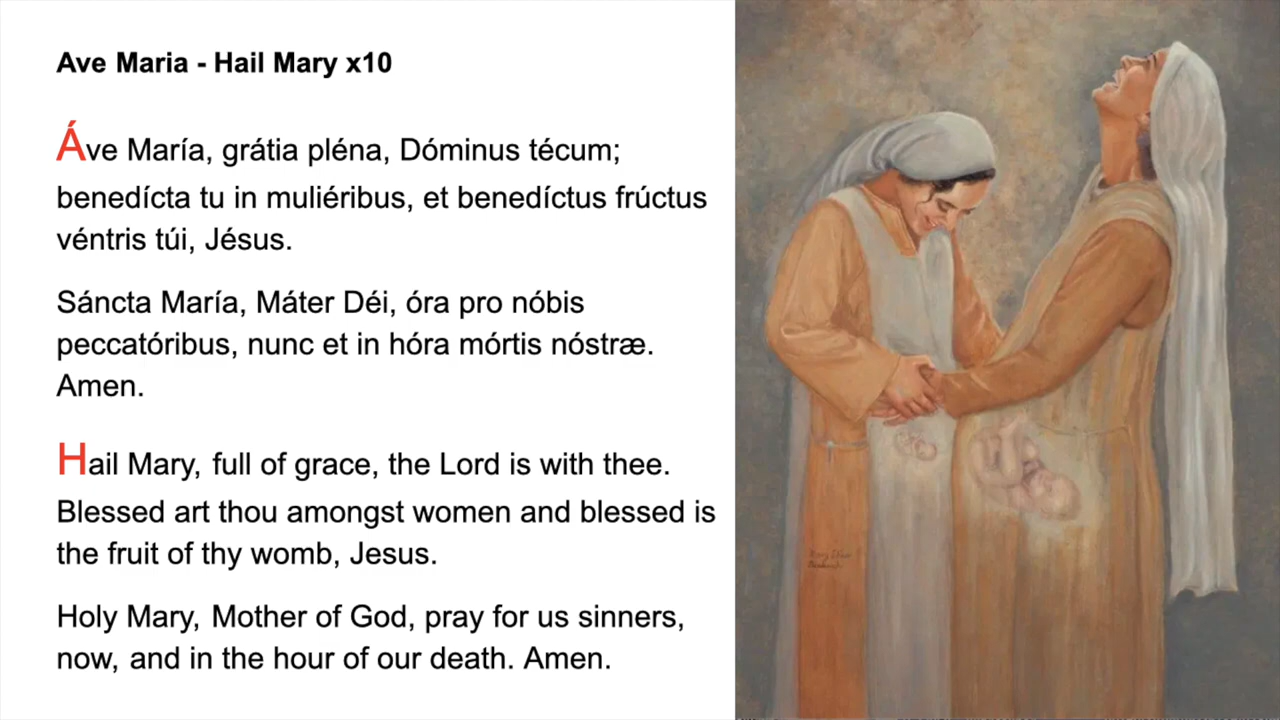 Ave Maria - Hail Mary x10
Áve María, grátia pléna, Dóminus técum;
benedícta tu in muliéribus, et benedíctus frúctus
véntris túi, Jésus.
Sáncta María, Máter Déi, óra pro nóbis
peccatóribus, nunc et in hóra mórtis nóstræ.
Amen.
Hail Mary, full of grace, the Lord is with thee.
Blessed art thou amongst women and blessed is
the fruit of thy womb, Jesus.
Holy Mary, Mother of God, pray for us sinners,
now, and in the hour of our death. Amen.